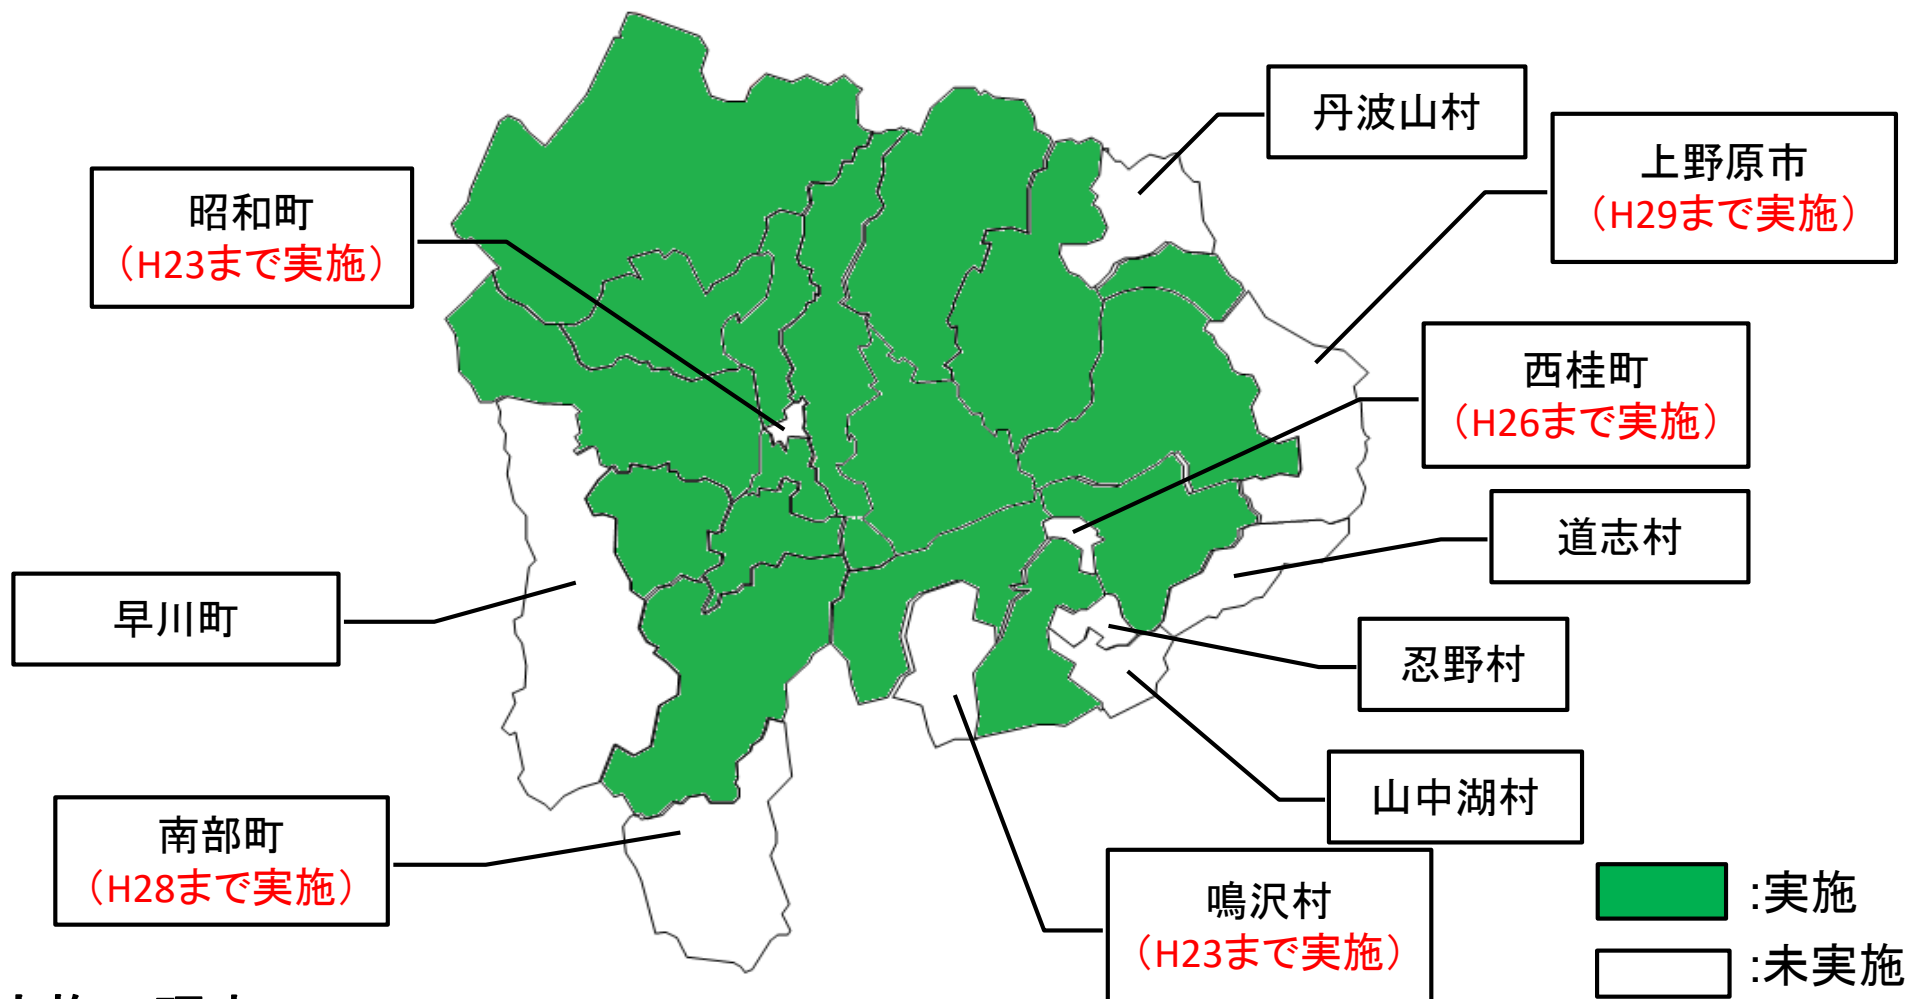 丹波山村
上野原市
（H29まで実施）
昭和町
（H23まで実施）
西桂町
（H26まで実施）
道志村
早川町
忍野村
山中湖村
南部町
（H28まで実施）
鳴沢村
（H23まで実施）
:実施
:未実施